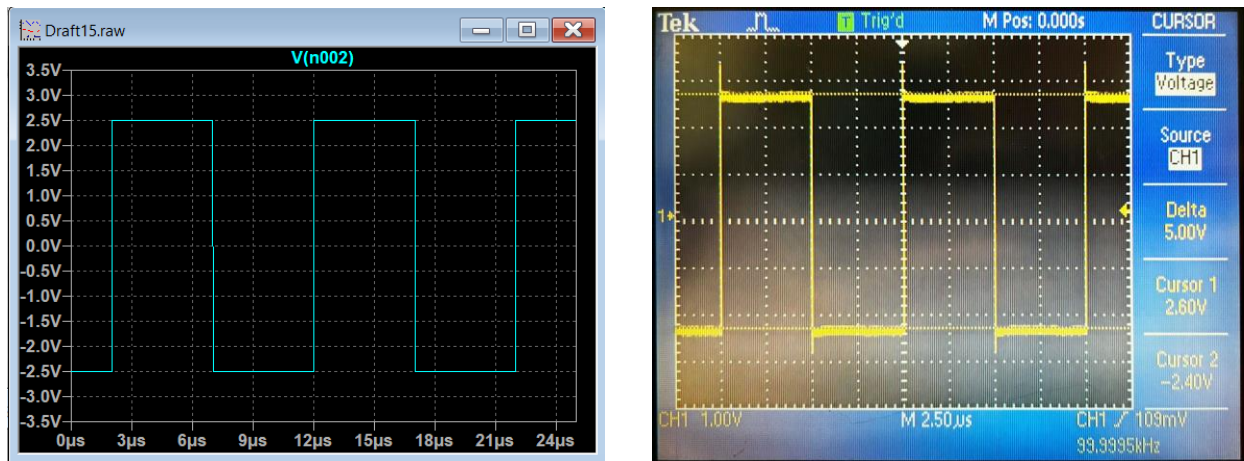 Draft15.raw
V(n002)
3.5V
3.0V
2.5V
2.0V
1.5V
1.0V
0.5V
0.0V
-0.5V
-1.0V
-1.5V
-2.0V
-2.5V
-3.0V
-3.5V
0µs 3µs 6µs 9µs 12µs 15µs 18µs 21µs 24µs
Tek T Trig'd M Pos: 0.000s CURSOR
Type
Voltage
Source
CH1
1
Delta
5.00V
Cursor 1
2.60V
Cursor 2
-2.40V
CH1 1.00V M 2.50µs CH1 109mV
99.9995kHz